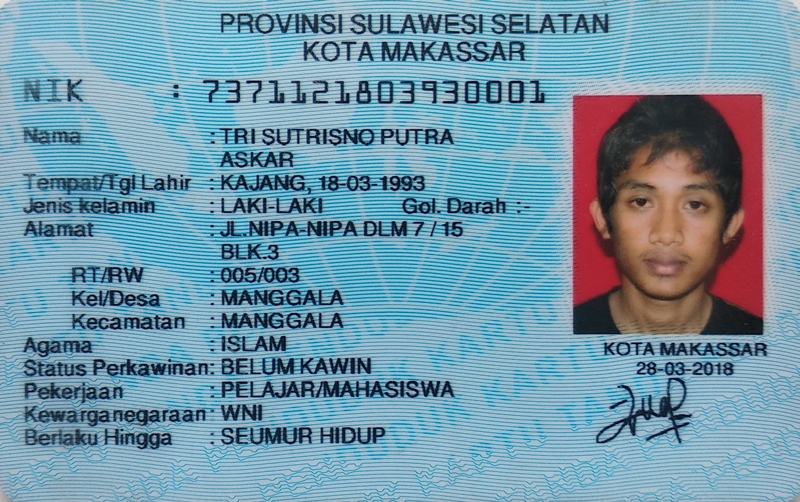 PROVINSI SULAWESI SELATAN
KOTA MAKASSAR
NIK : 7371121803930001
Nama : TRI SUTRISNO PUTRA
ASKAR
Tempat/Tgl Lahir : KAJANG, 18-03-1993
Jenis kelamin : LAKI-LAKI Gol. Darah :-
Alamat : JL.NIPA-NIPA DLM 7 / 15
BLK.3
RT/RW : 005/003
Kel/Desa : MANGGALA
Kecamatan : MANGGALA
Agama : ISLAM
Status Perkawinan: BELUM KAWIN
Pekerjaan : PELAJAR/MAHASISWA
Kewarganegaraan : WNI
Berlaku Hingga : SEUMUR HIDUP
KOTA MAKASSAR
28-03-2018